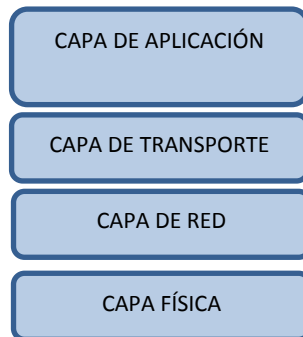 CAPA DE APLICACIÓN
CAPA DE TRANSPORTE
CAPA DE RED
CAPA FÍSICA